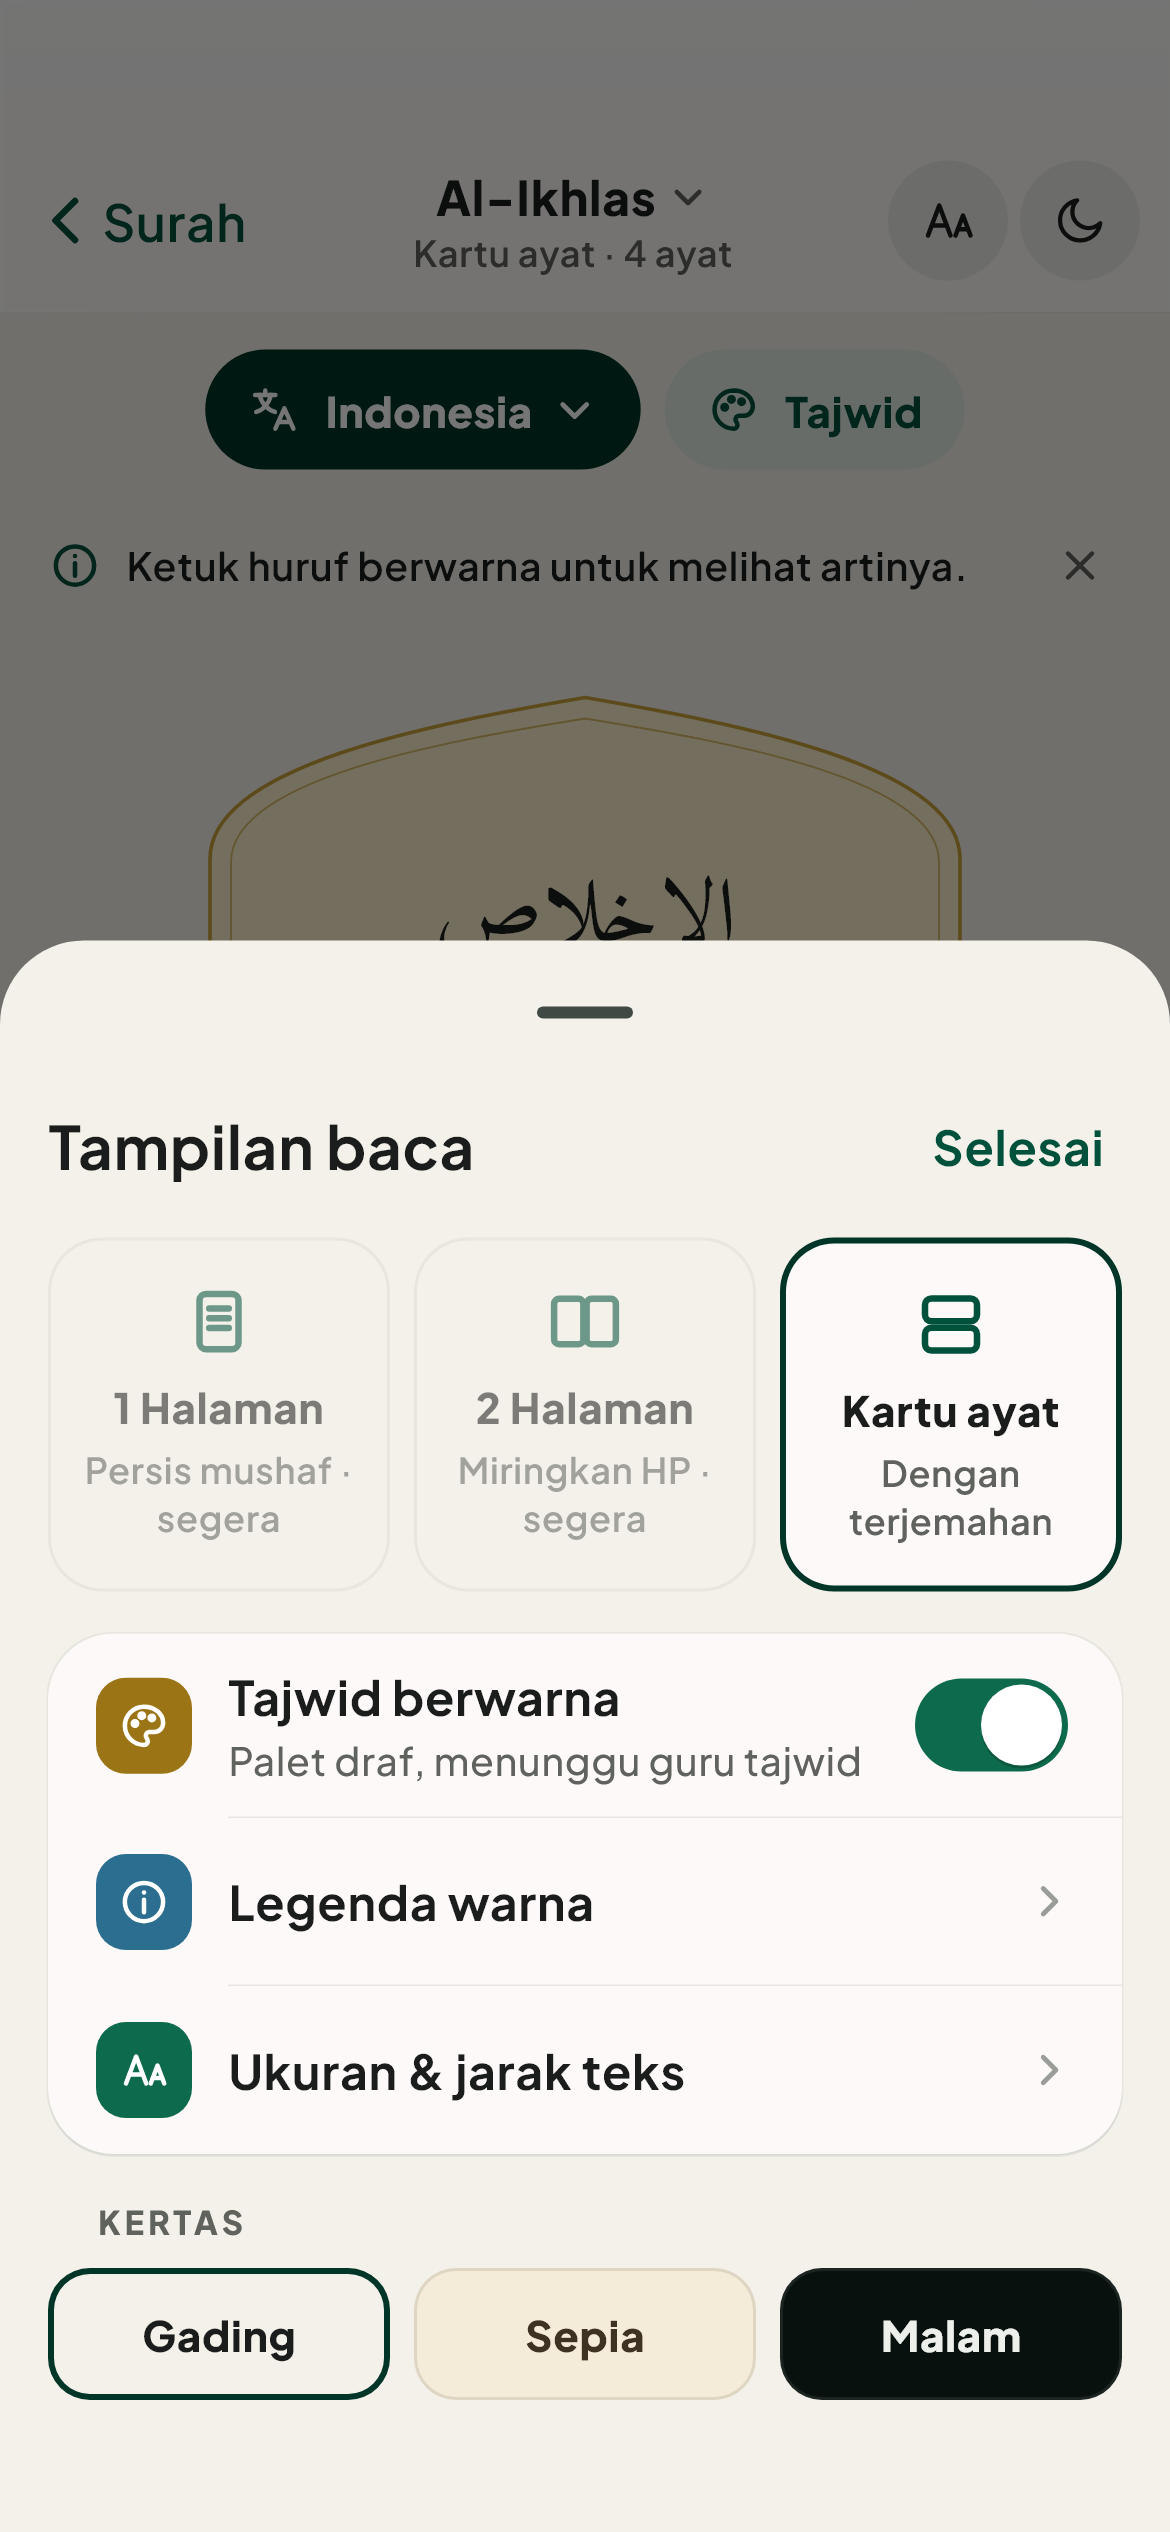 Surah
Al-Ikhlas
Kartu ayat · 4 ayat
AA
Indonesia
Tajwid
Ketuk huruf berwarna untuk melihat artinya.
الإخلاص
Tampilan baca
Selesai
1 Halaman
Persis mushaf ·
segera
2 Halaman
Miringkan HP ·
segera
Kartu ayat
Dengan
terjemahan
Tajwid berwarna
Palet draf, menunggu guru tajwid
Legenda warna
AA
Ukuran & jarak teks
KERTAS
Gading
Sepia
Malam